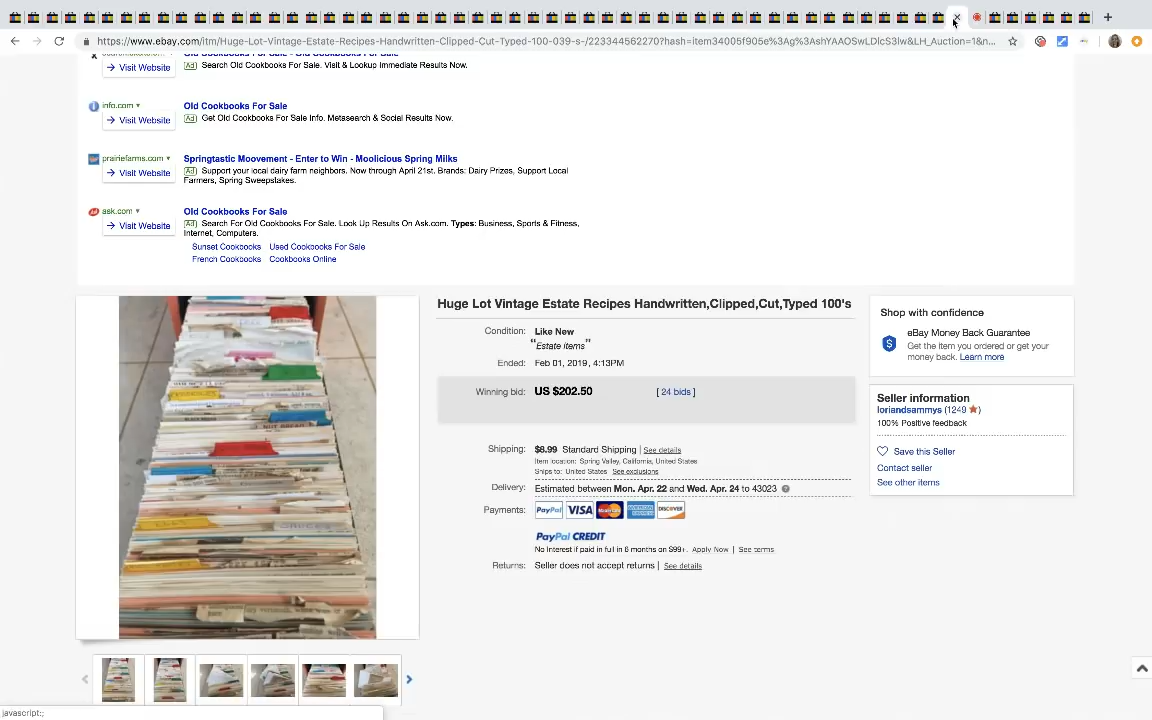 https://www.ebay.com/itm/Huge-Lot-Vintage-Estate-Recipes-Handwritten-Clipped-Cut-Typed-100-039-s-/223344562270?hash=item34005f905e%3Ag%3AshYAAOSwLDlcS3lw&LH_Auction=1&n...
→ Visit Website
Ad Search Old Cookbooks For Sale. Visit & Lookup Immediate Results Now.
info.com ▾
Old Cookbooks For Sale
→ Visit Website
Ad Get Old Cookbooks For Sale Info. Metasearch & Social Results Now.
prairiefarms.com ▾
Springtastic Moovement - Enter to Win - Moolicious Spring Milks
→ Visit Website
Ad Support your local dairy farm neighbors. Now through April 21st. Brands: Dairy Prizes, Support Local
Farmers, Spring Sweepstakes.
ask.com ▾
Old Cookbooks For Sale
→ Visit Website
Ad Search For Old Cookbooks For Sale. Look Up Results On Ask.com. Types: Business, Sports & Fitness,
Internet, Computers.
Sunset Cookbooks Used Cookbooks For Sale
French Cookbooks Cookbooks Online
Huge Lot Vintage Estate Recipes Handwritten,Clipped,Cut,Typed 100's
Condition: Like New
"Estate items"
Ended: Feb 01, 2019 , 4:13PM
Winning bid: US $202.50 [ 24 bids ]
Shipping: $8.99 Standard Shipping | See details
Item location: Spring Valley, California, United States
Ships to: United States See exclusions
Delivery: Estimated between Mon. Apr. 22 and Wed. Apr. 24 to 43023
Payments: PayPal VISA MasterCard AMERICAN EXPRESS DISCOVER
PayPal CREDIT
No Interest if paid in full in 6 months on $99+. Apply Now | See terms
Returns: Seller does not accept returns | See details
Shop with confidence
eBay Money Back Guarantee
Get the item you ordered or get your
money back. Learn more
Seller information
loriandsammys (1249 ★)
100% Positive feedback
Save this Seller
Contact seller
See other items
NUT BREAD
javascript:;